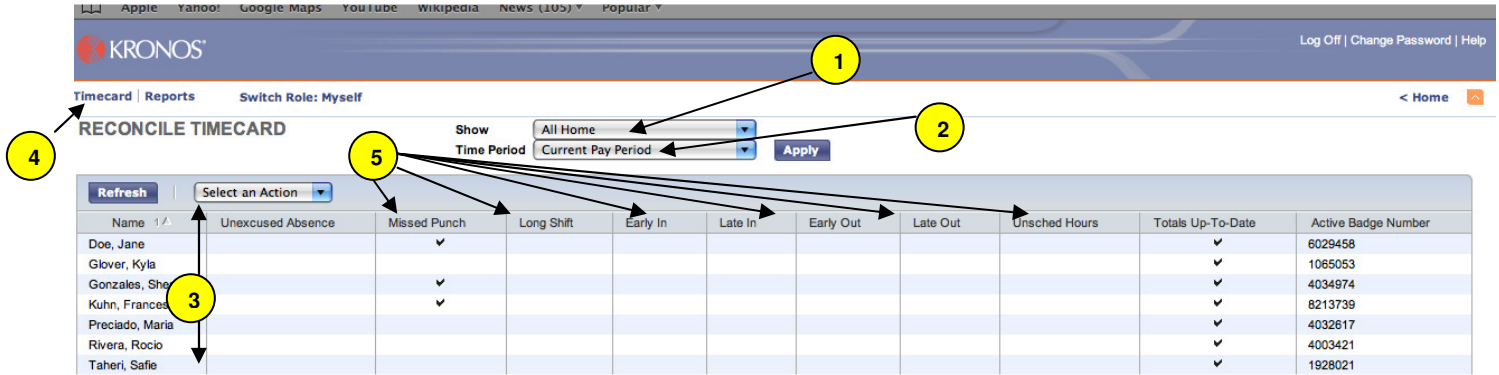 Apple Yahoo! Google Maps YouTube Wikipedia News (105) ▾ Popular ▾
KRONOS
Log Off | Change Password | Help
1
Timecard | Reports Switch Role: Myself < Home
RECONCILE TIMECARD
Show All Home
2
Time Period Current Pay Period Apply
4
5
Refresh Select an Action
Name 1 Unexcused Absence Missed Punch Long Shift Early In Late In Early Out Late Out Unsched Hours Totals Up-To-Date Active Badge Number
Doe, Jane ✔ ✔ 6029458
Glover, Kyla ✔ 1065053
Gonzales, ✔ ✔ 4034974
Kuhn, Frances ✔ ✔ 8213739
3
Preciado, Maria ✔ 4032617
Rivera, Rocio ✔ 4003421
Taheri, Safie ✔ 1928021